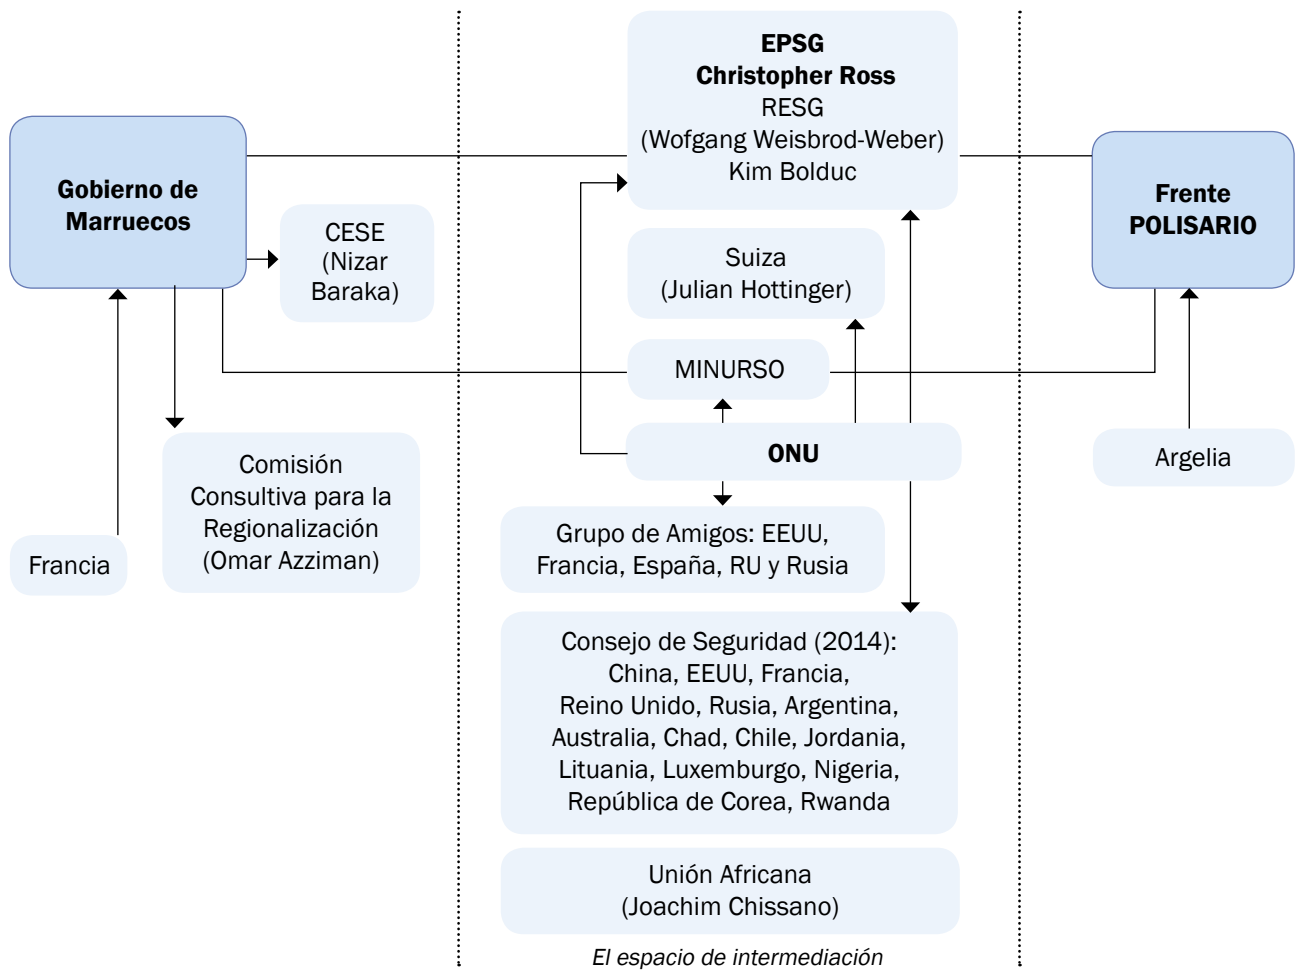 EPSG
Christopher Ross
RESG
(Wofgang Weisbrod-Weber)
Kim Bolduc
Gobierno de
Marruecos
CESE
(Nizar
Baraka)
Frente
POLISARIO
Suiza
(Julian Hottinger)
MINURSO
ONU
Argelia
Comisión
Consultiva para la
Regionalización
(Omar Azziman)
Francia
Grupo de Amigos: EEUU,
Francia, España, RU y Rusia
Consejo de Seguridad (2014):
China, EEUU, Francia,
Reino Unido, Rusia, Argentina,
Australia, Chad, Chile, Jordania,
Lituania, Luxemburgo, Nigeria,
República de Corea, Rwanda
Unión Africana
(Joachim Chissano)
El espacio de intermediación